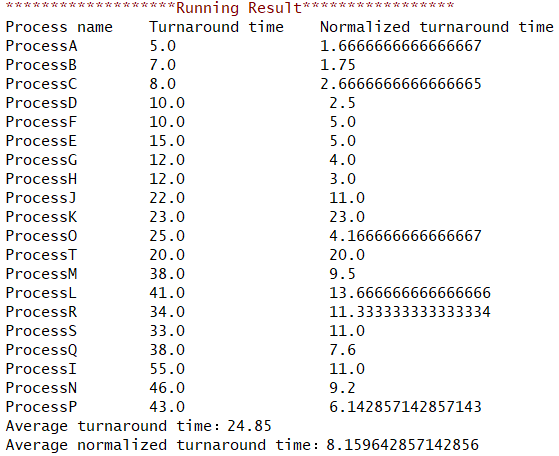 *******************Running Result*****************
Process name    Turnaround time    Normalized turnaround time
ProcessA        5.0                1.6666666666666667
ProcessB        7.0                1.75
ProcessC        8.0                2.6666666666666665
ProcessD        10.0                2.5
ProcessF        10.0                5.0
ProcessE        15.0                5.0
ProcessG        12.0                4.0
ProcessH        12.0                3.0
ProcessJ        22.0                11.0
ProcessK        23.0                23.0
ProcessO        25.0                4.166666666666667
ProcessT        20.0                20.0
ProcessM        38.0                9.5
ProcessL        41.0                13.666666666666666
ProcessR        34.0                11.333333333333334
ProcessS        33.0                11.0
ProcessQ        38.0                7.6
ProcessI        55.0                11.0
ProcessN        46.0                9.2
ProcessP        43.0                6.142857142857143
Average turnaround time：24.85
Average normalized turnaround time：8.159642857142856